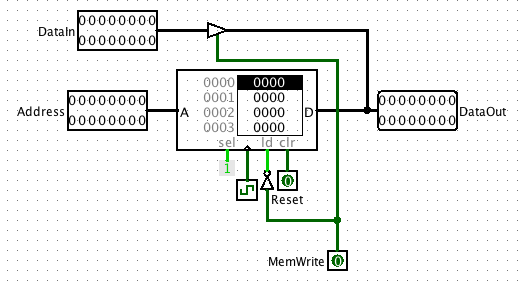 DataIn
00000000
00000000
Address
00000000
00000000
A
0000 0000
0001 0000
0002 0000
0003 0000
D
sel ld clr
00000000
00000000
DataOut
1
0
Reset
MemWrite
0